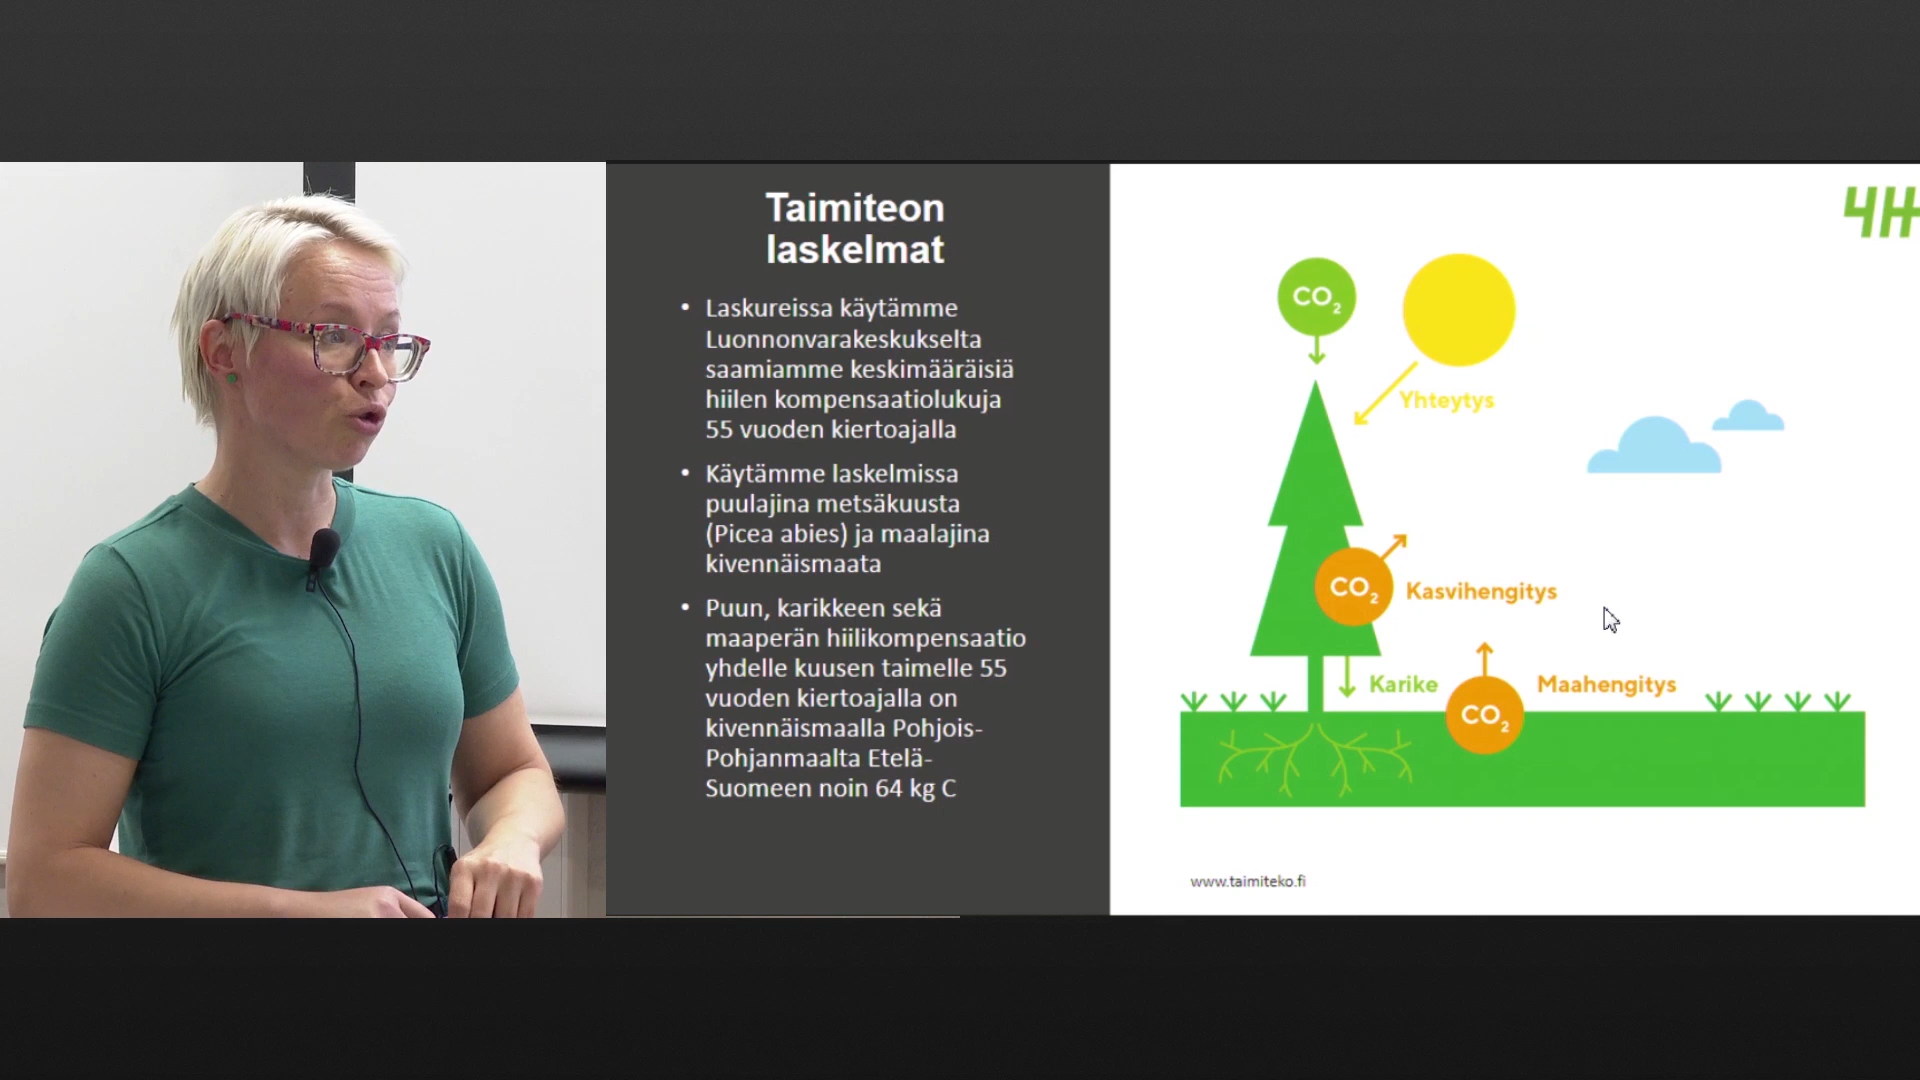 Taimiteon
laskelmat
• Laskureissa käytämme
Luonnonvarakeskukselta
saamiamme keskimääräisiä
hiilen kompensaatiolukuja
55 vuoden kiertoajalla
• Käytämme laskelmissa
puulajina metsäkuusta
(Picea abies) ja maalajina
kivennäismaata
• Puun, karikkeen sekä
maaperän hiilikompensaatio
yhdelle kuusen taimelle 55
vuoden kiertoajalla on
kivennäismaalla Pohjois-
Pohjanmaalta Etelä-
Suomeen noin 64 kg C
4H
CO₂
Yhteytys
CO₂
Kasvihengitys
Karike
CO₂
Maahengitys
www.taimiteko.fi